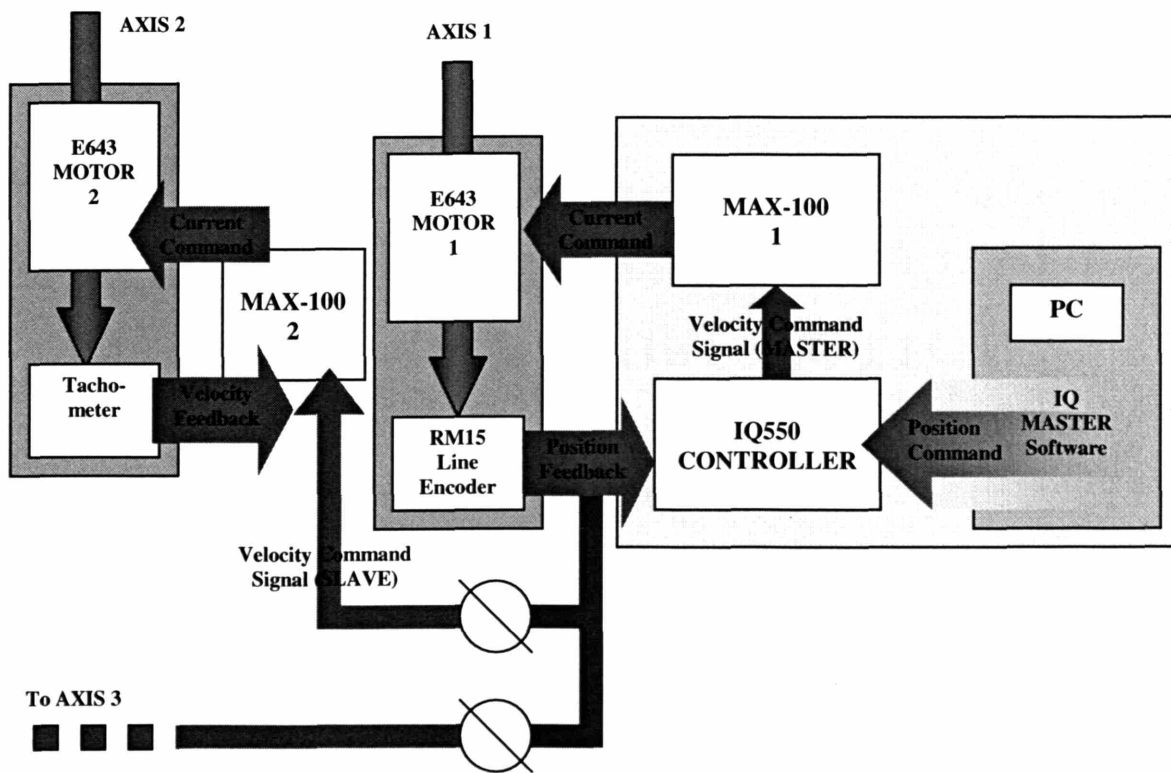 AXIS 2
AXIS 1
E643
MOTOR
2
Current
Command
MAX-100
2
Tacho-
meter
Velocity
Feedback
E643
MOTOR
1
Current
Command
MAX-100
1
Velocity Command
Signal (MASTER)
PC
RM15
Line
Encoder
Position
Feedback
IQ550
CONTROLLER
Position
Command
IQ
MASTER
Software
Velocity Command
Signal (SLAVE)
To AXIS 3